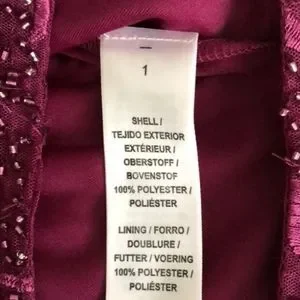 1
SHELL /
TEJIDO EXTERIOR
EXTÉRIEUR /
OBERSTOFF /
BOVENSTOF
100% POLYESTER /
POLIÉSTER
LINING / FORRO /
DOUBLURE /
FUTTER / VOERING
100% POLYESTER /
POLIÉSTER